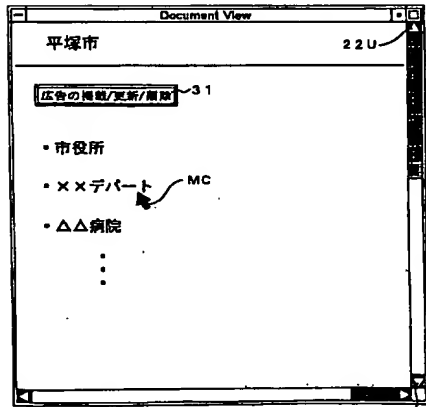 Document View
平塚市
22U
広告の掲載/更新/削除
31
・市役所
・××デパート
MC
・△△病院